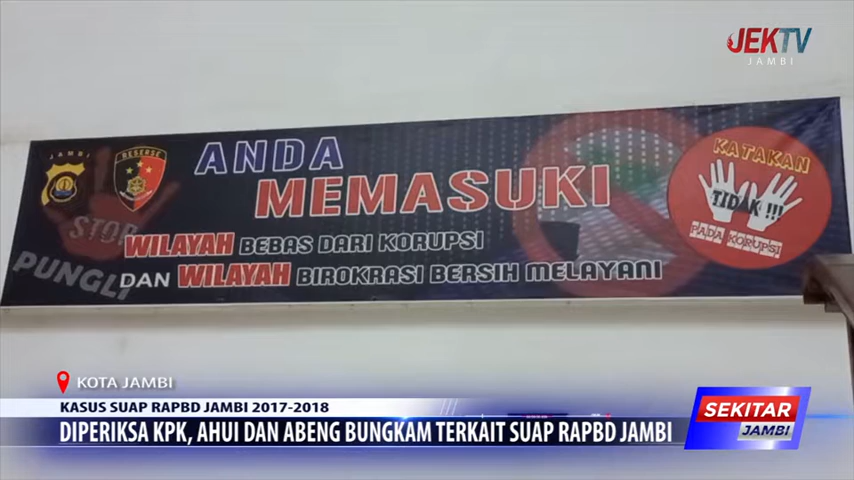 JEKTV
JAMBI
JAMBI
RESERSE
ANDA
MEMASUKI
KATAKAN
TIDAK !!!
PADA KORUPSI
STOP
PUNGLI
WILAYAH BEBAS DARI KORUPSI
DAN WILAYAH BIROKRASI BERSIH MELAYANI
KOTA JAMBI
KASUS SUAP RAPBD JAMBI 2017-2018
DIPERIKSA KPK, AHUI DAN ABENG BUNGKAM TERKAIT SUAP RAPBD JAMBI
SEKITAR
JAMBI